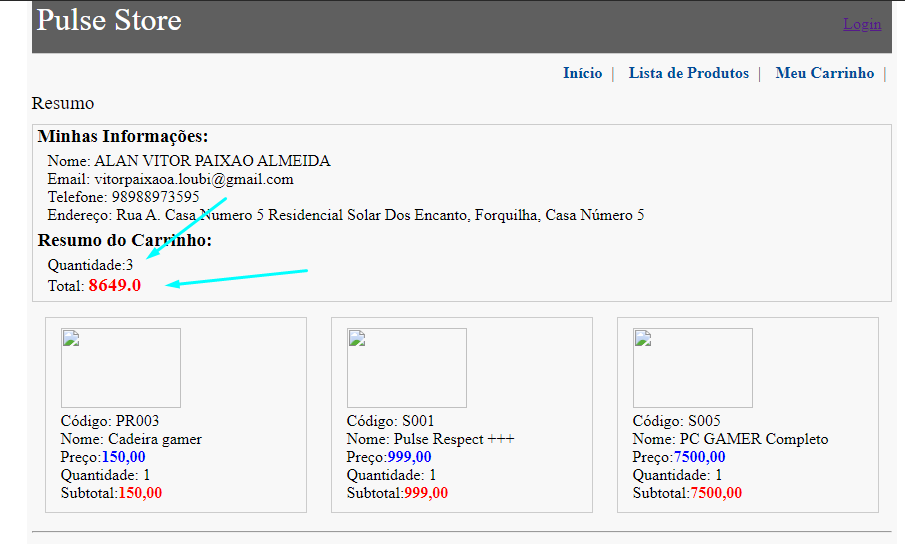 Pulse Store
Login
Início | Lista de Produtos | Meu Carrinho |
Resumo
Minhas Informações:
Nome: ALAN VITOR PAIXAO ALMEIDA
Email: vitorpaixaoa.loubi@gmail.com
Telefone: 98988973595
Endereço: Rua A. Casa Numero 5 Residencial Solar Dos Encanto, Forquilha, Casa Número 5
Resumo do Carrinho:
Quantidade:3
Total: 8649.0
Código: PR003
Nome: Cadeira gamer
Preço:150,00
Quantidade: 1
Subtotal:150,00
Código: S001
Nome: Pulse Respect +++
Preço:999,00
Quantidade: 1
Subtotal:999,00
Código: S005
Nome: PC GAMER Completo
Preço:7500,00
Quantidade: 1
Subtotal:7500,00